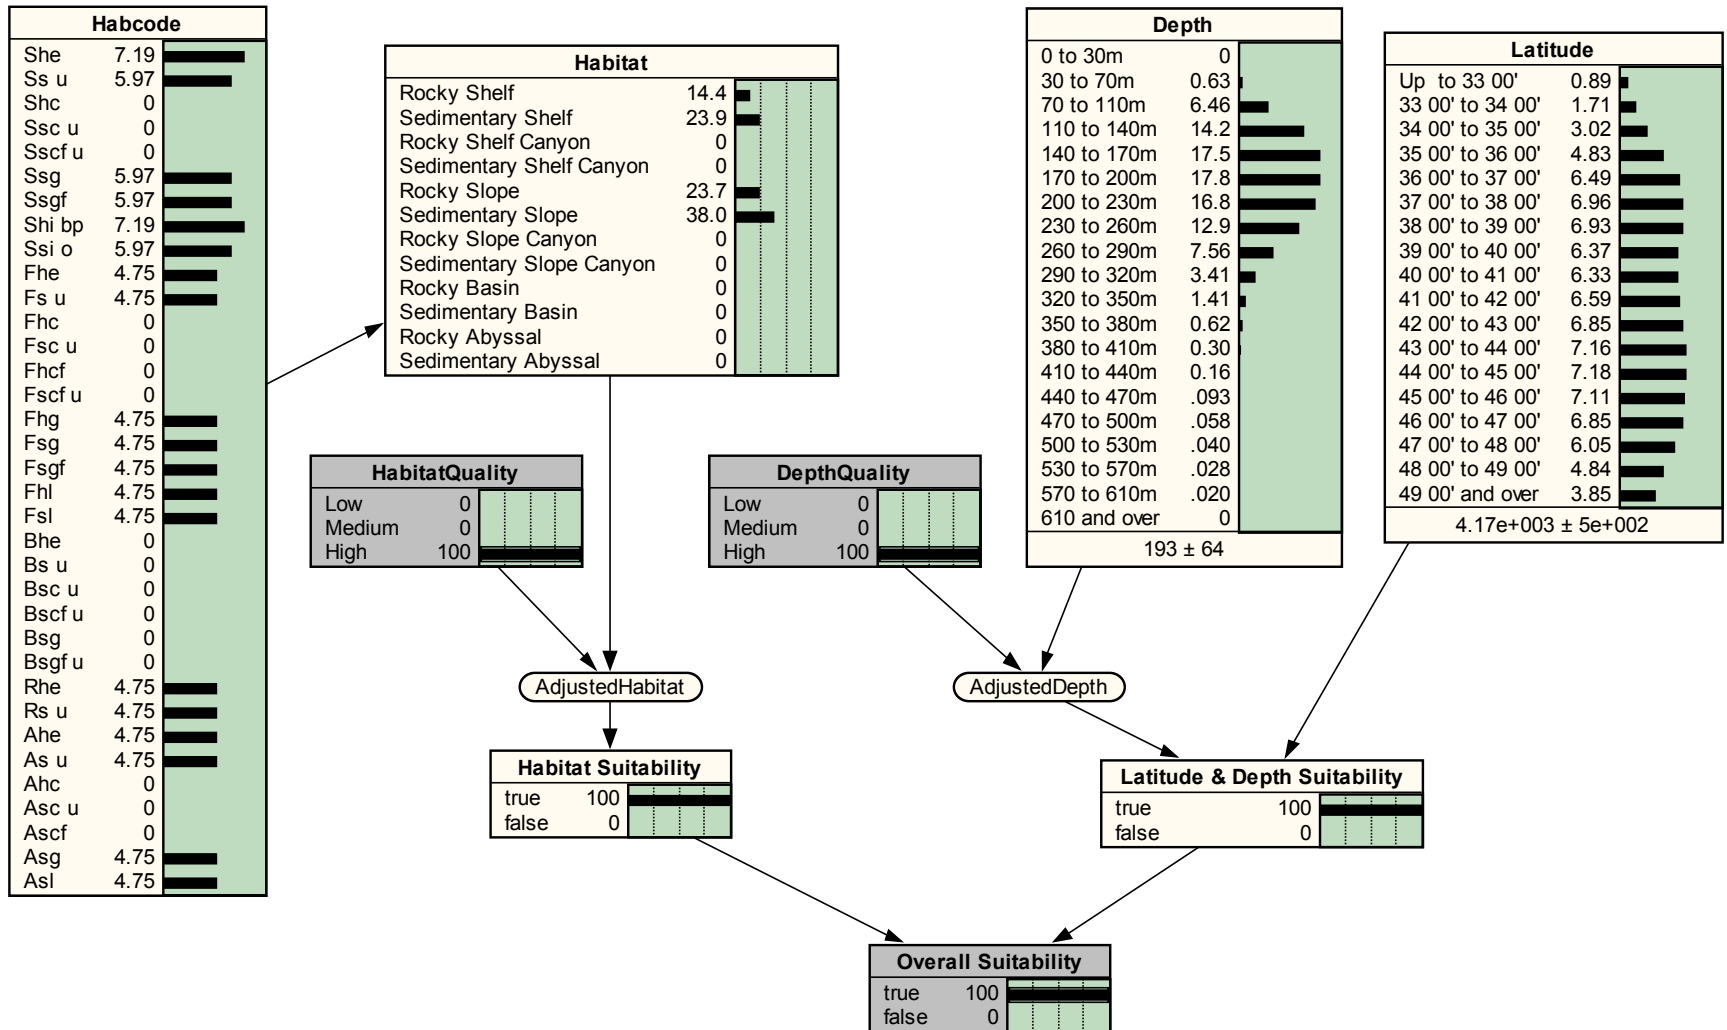 Habcode
She 7.19
Ss u 5.97
Shc 0
Ssc u 0
Sscf u 0
Ssg 5.97
Ssgf 5.97
Shi bp 7.19
Ssi o 5.97
Fhe 4.75
Fs u 4.75
Fhc 0
Fsc u 0
Fhcf 0
Fscf u 0
Fhg 4.75
Fsg 4.75
Fsgf 4.75
Fhl 4.75
Fsl 4.75
Bhe 0
Bs u 0
Bsc u 0
Bscf u 0
Bsg 0
Bsgf u 0
Rhe 4.75
Rs u 4.75
Ahe 4.75
As u 4.75
Ahc 0
Asc u 0
Ascf 0
Asg 4.75
Asl 4.75
Habitat
Rocky Shelf 14.4
Sedimentary Shelf 23.9
Rocky Shelf Canyon 0
Sedimentary Shelf Canyon 0
Rocky Slope 23.7
Sedimentary Slope 38.0
Rocky Slope Canyon 0
Sedimentary Slope Canyon 0
Rocky Basin 0
Sedimentary Basin 0
Rocky Abyssal 0
Sedimentary Abyssal 0
Depth
0 to 30m 0
30 to 70m 0.63
70 to 110m 6.46
110 to 140m 14.2
140 to 170m 17.5
170 to 200m 17.8
200 to 230m 16.8
230 to 260m 12.9
260 to 290m 7.56
290 to 320m 3.41
320 to 350m 1.41
350 to 380m 0.62
380 to 410m 0.30
410 to 440m 0.16
440 to 470m .093
470 to 500m .058
500 to 530m .040
530 to 570m .028
570 to 610m .020
610 and over 0
193 ± 64
Latitude
Up to 33 00' 0.89
33 00' to 34 00' 1.71
34 00' to 35 00' 3.02
35 00' to 36 00' 4.83
36 00' to 37 00' 6.49
37 00' to 38 00' 6.96
38 00' to 39 00' 6.93
39 00' to 40 00' 6.37
40 00' to 41 00' 6.33
41 00' to 42 00' 6.59
42 00' to 43 00' 6.85
43 00' to 44 00' 7.16
44 00' to 45 00' 7.18
45 00' to 46 00' 7.11
46 00' to 47 00' 6.85
47 00' to 48 00' 6.05
48 00' to 49 00' 4.84
49 00' and over 3.85
4.17e+003 ± 5e+002
HabitatQuality
Low 0
Medium 0
High 100
DepthQuality
Low 0
Medium 0
High 100
AdjustedHabitat
AdjustedDepth
Habitat Suitability
true 100
false 0
Latitude & Depth Suitability
true 100
false 0
Overall Suitability
true 100
false 0